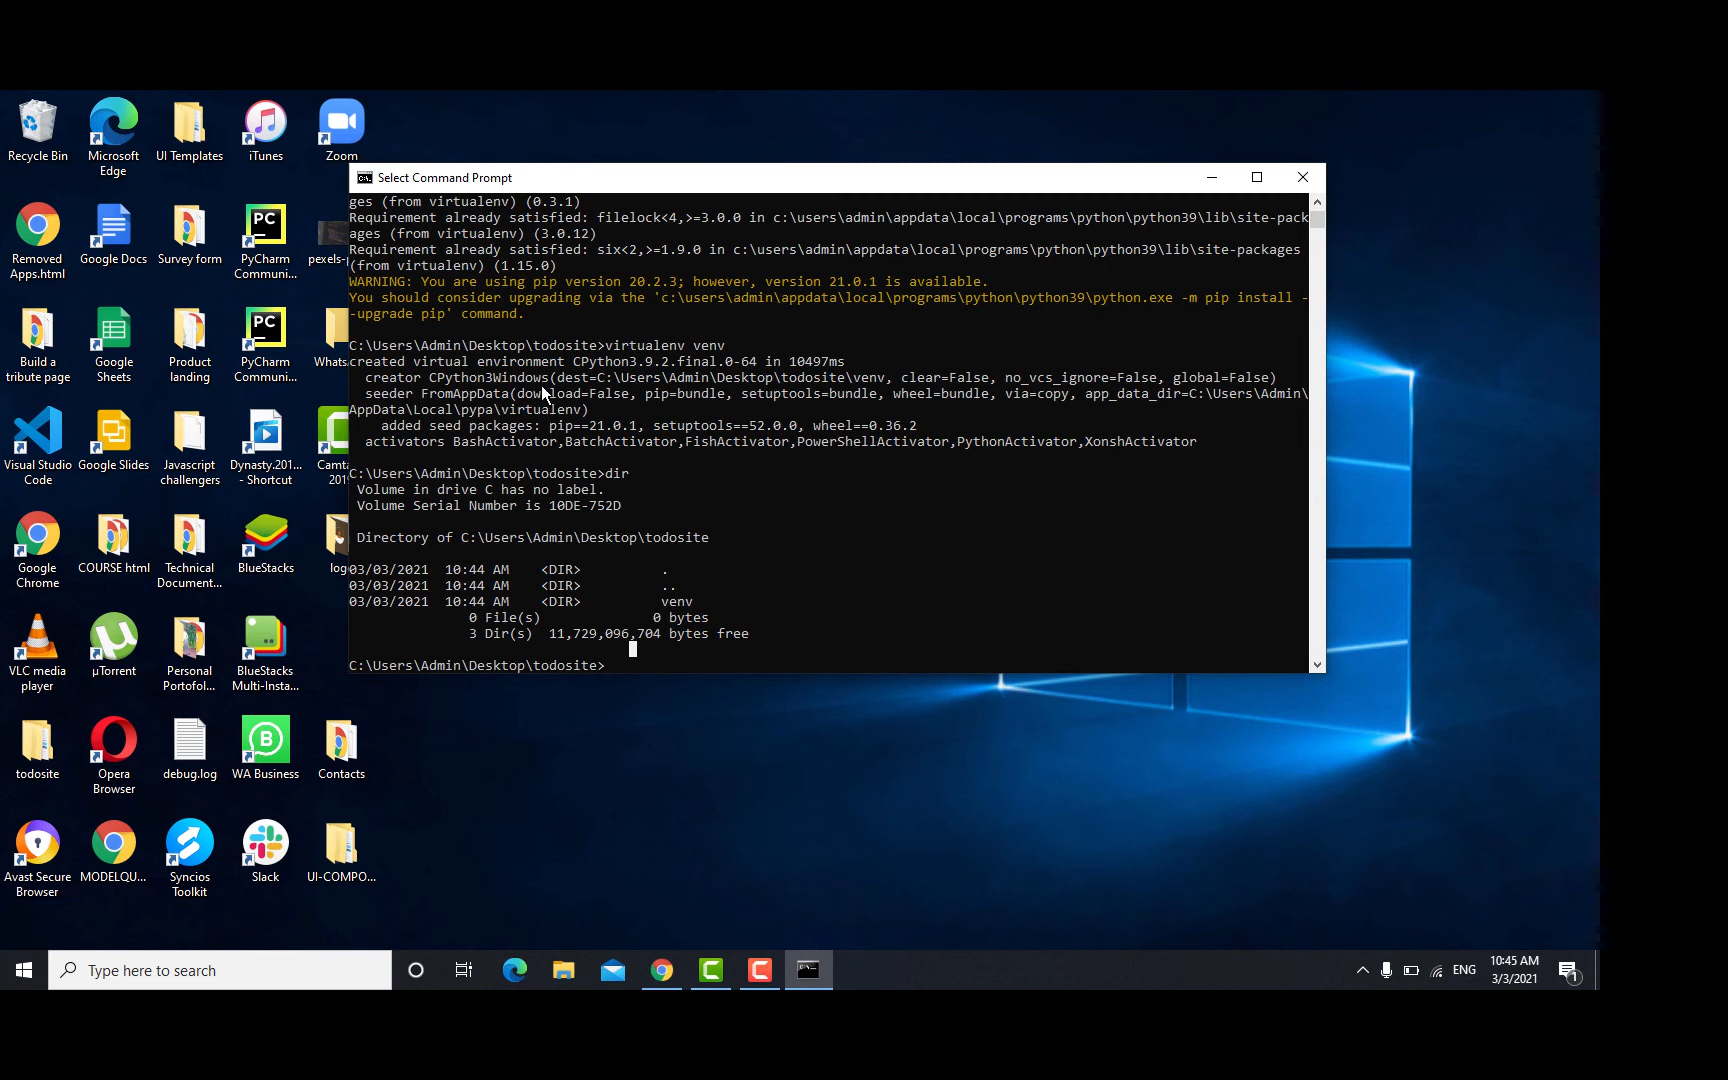 Recycle Bin
Microsoft
Edge
UI Templates
iTunes
Zoom
Removed
Apps.html
Google Docs
Survey form
PyCharm
Communi...
pexels-p
Build a
tribute page
Google
Sheets
Product
landing
PyCharm
Communi...
Whats
Visual Studio
Code
Google Slides
Javascript
challengers
Dynasty.201...
- Shortcut
Camta
201
Google
Chrome
COURSE html
Technical
Document...
BlueStacks
log
VLC media
player
µTorrent
Personal
Portofol...
BlueStacks
Multi-Insta...
todosite
Opera
Browser
debug.log
WA Business
Contacts
Avast Secure
Browser
MODELQU...
Syncios
Toolkit
Slack
UI-COMPO...
Select Command Prompt
ges (from virtualenv) (0.3.1)
Requirement already satisfied: filelock<4,>=3.0.0 in c:\users\admin\appdata\local\programs\python\python39\lib\site-pack
ages (from virtualenv) (3.0.12)
Requirement already satisfied: six<2,>=1.9.0 in c:\users\admin\appdata\local\programs\python\python39\lib\site-packages
(from virtualenv) (1.15.0)
WARNING: You are using pip version 20.2.3; however, version 21.0.1 is available.
You should consider upgrading via the 'c:\users\admin\appdata\local\programs\python\python39\python.exe -m pip install -
-upgrade pip' command.
C:\Users\Admin\Desktop\todosite>virtualenv venv
created virtual environment CPython3.9.2.final.0-64 in 10497ms
creator CPython3Windows(dest=C:\Users\Admin\Desktop\todosite\venv, clear=False, no_vcs_ignore=False, global=False)
seeder FromAppData(download=False, pip=bundle, setuptools=bundle, wheel=bundle, via=copy, app_data_dir=C:\Users\Admin\
AppData\Local\pypa\virtualenv)
added seed packages: pip==21.0.1, setuptools==52.0.0, wheel==0.36.2
activators BashActivator,BatchActivator,FishActivator,PowerShellActivator,PythonActivator,XonshActivator
C:\Users\Admin\Desktop\todosite>dir
Volume in drive C has no label.
Volume Serial Number is 10DE-752D
Directory of C:\Users\Admin\Desktop\todosite
03/03/2021  10:44 AM    <DIR>          .
03/03/2021  10:44 AM    <DIR>          ..
03/03/2021  10:44 AM    <DIR>          venv
0 File(s)              0 bytes
3 Dir(s)  11,729,096,704 bytes free
C:\Users\Admin\Desktop\todosite>
Type here to search
ENG
10:45 AM
3/3/2021
1